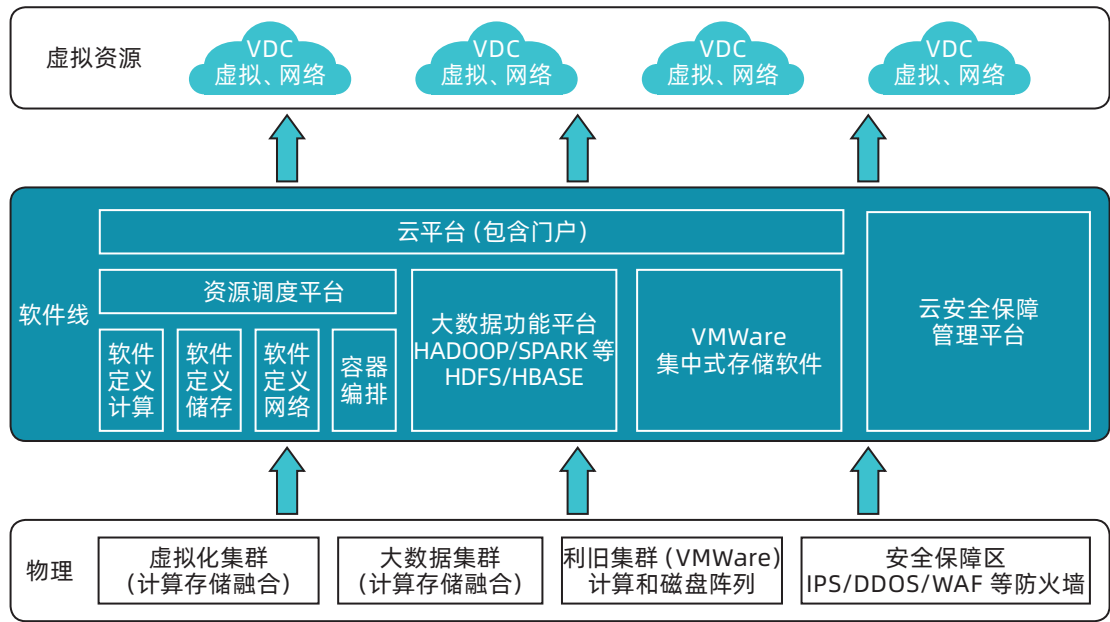 虚拟资源
VDC
虚拟、网络
VDC
虚拟、网络
VDC
虚拟、网络
VDC
虚拟、网络
软件线
云平台（包含门户）
资源调度平台
软件
定义
计算
软件
定义
储存
软件
定义
网络
容器
编排
大数据功能平台
HADOOP/SPARK 等
HDFS/HBASE
VMWare
集中式存储软件
云安全保障
管理平台
物理
虚拟化集群
（计算存储融合）
大数据集群
（计算存储融合）
利旧集群（VMWare）
计算和磁盘阵列
安全保障区
IPS/DDOS/WAF 等防火墙